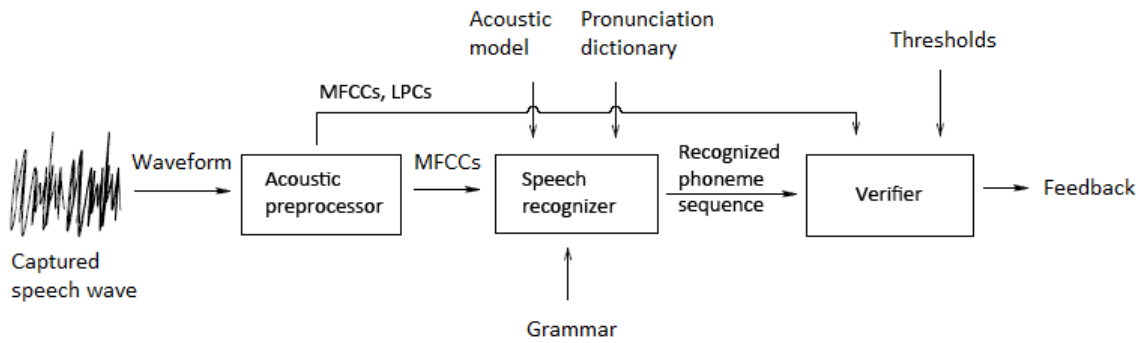 Acoustic
model
Pronunciation
dictionary
Thresholds
MFCCs, LPCs
Waveform
Acoustic
preprocessor
MFCCs
Speech
recognizer
Recognized
phoneme
sequence
Verifier
Feedback
Captured
speech wave
Grammar